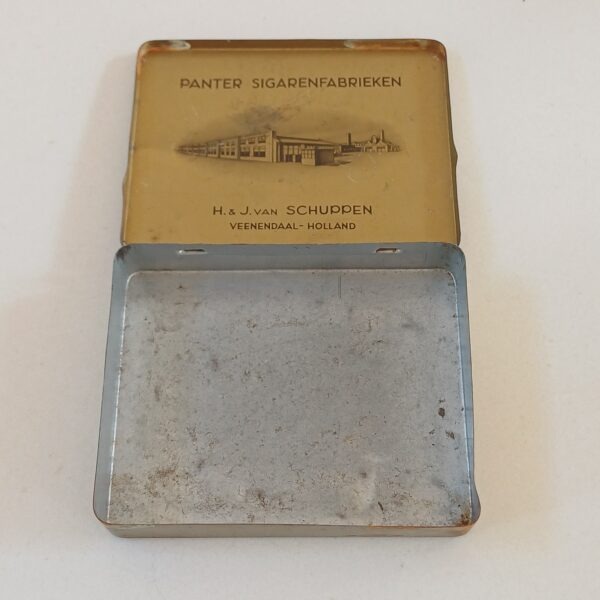 PANTER SIGARENFABRIEKEN
H. & J. VAN SCHUPPEN
VEENENDAAL - HOLLAND